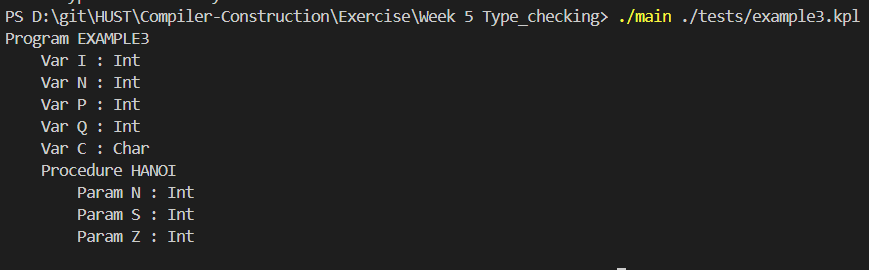 PS D:\git\HUST\Compiler-Construction\Exercise\Week 5 Type_checking> ./main ./tests/example3.kpl
Program EXAMPLE3
    Var I : Int
    Var N : Int
    Var P : Int
    Var Q : Int
    Var C : Char
    Procedure HANOI
        Param N : Int
        Param S : Int
        Param Z : Int